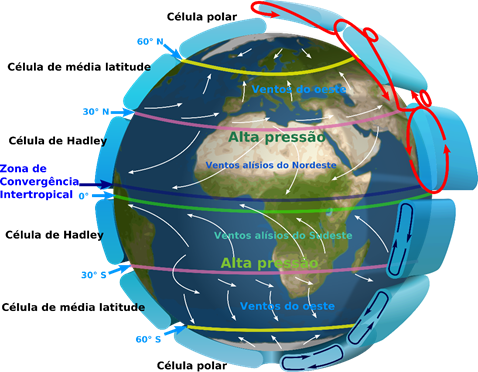 Célula polar
60° N
Célula de média latitude
Ventos do oeste
30° N
Alta pressão
Célula de Hadley
Ventos alísios do Nordeste
Zona de
Convergência
Intertropical
0°
Célula de Hadley
Ventos alísios do Sudeste
Alta pressão
30° S
Célula de média latitude
Ventos do oeste
60° S
Célula polar